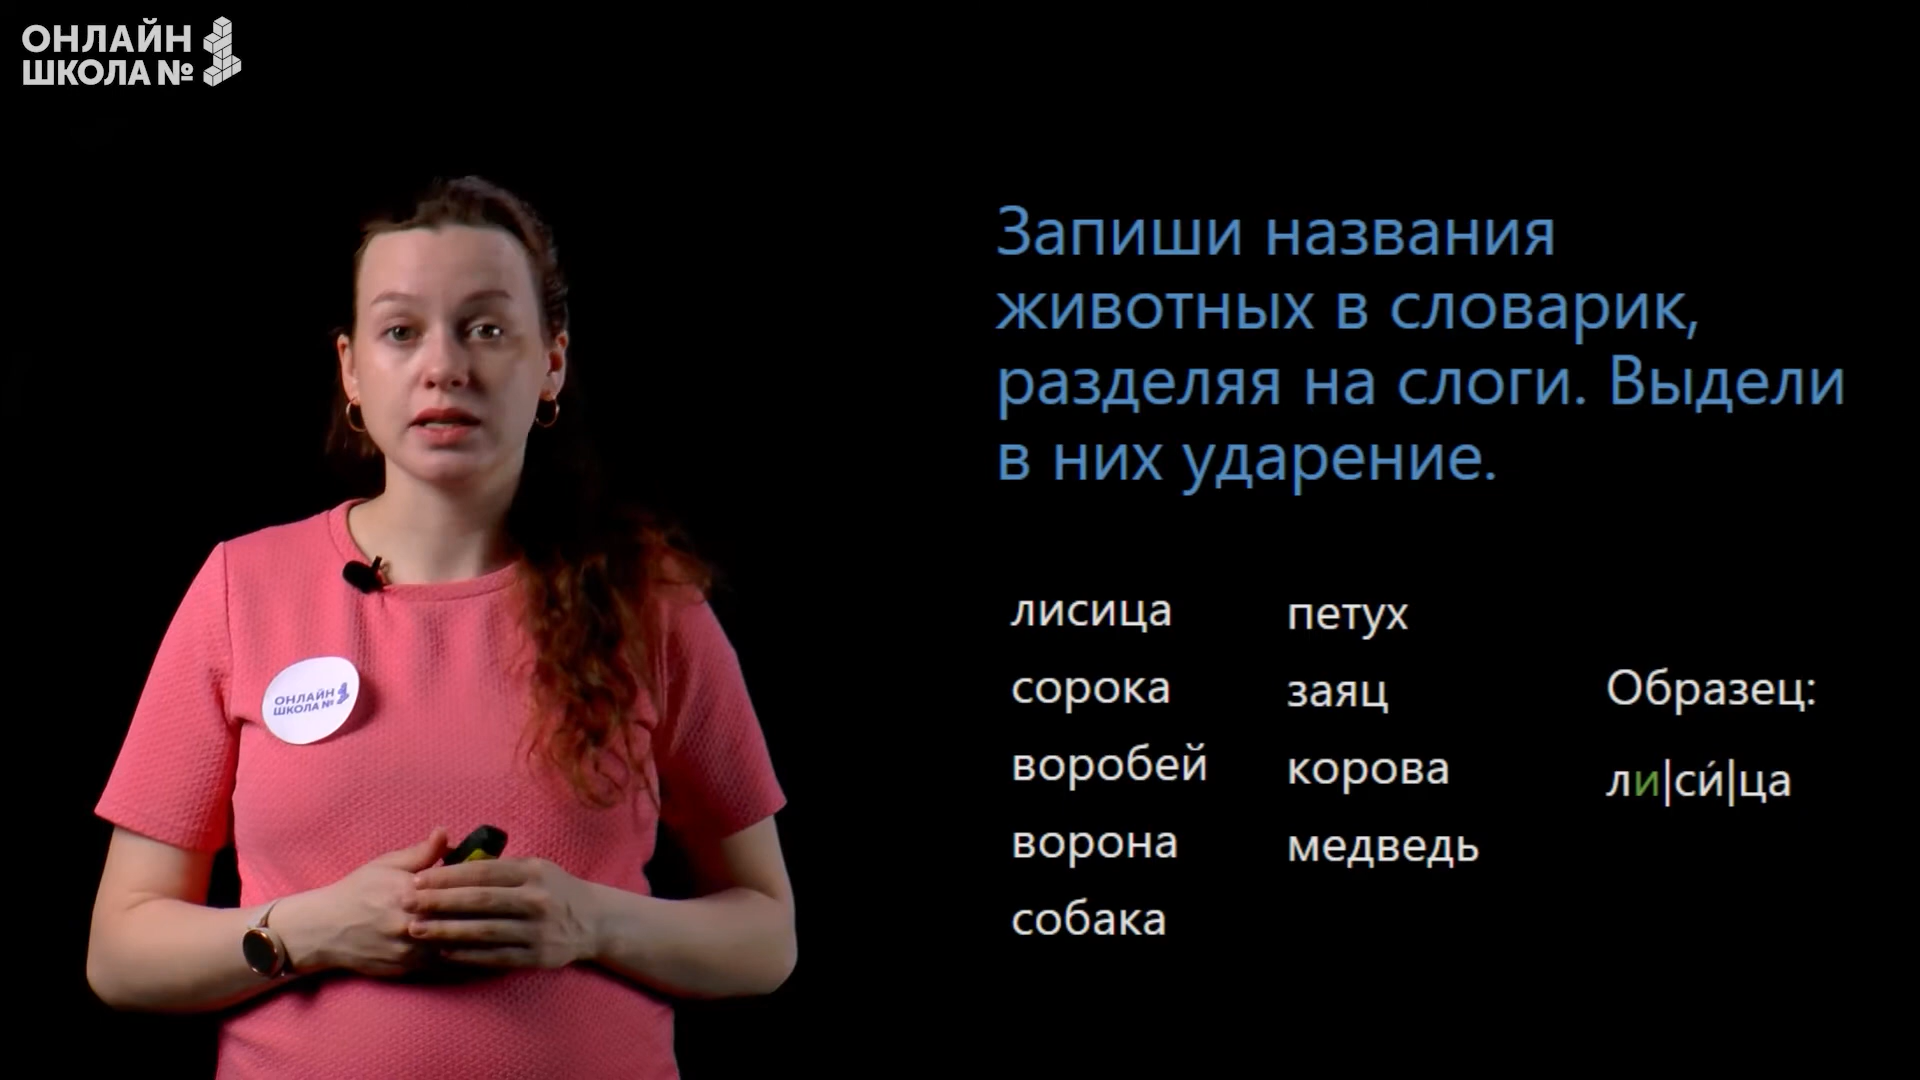 ОНЛАЙН
ШКОЛА №
Запиши названия
животных в словарик,
разделяя на слоги. Выдели
в них ударение.
лисица
сорока
воробей
ворона
собака
петух
заяц
корова
медведь
Образец:
ли|си́|ца
ОНЛАЙН
ШКОЛА №